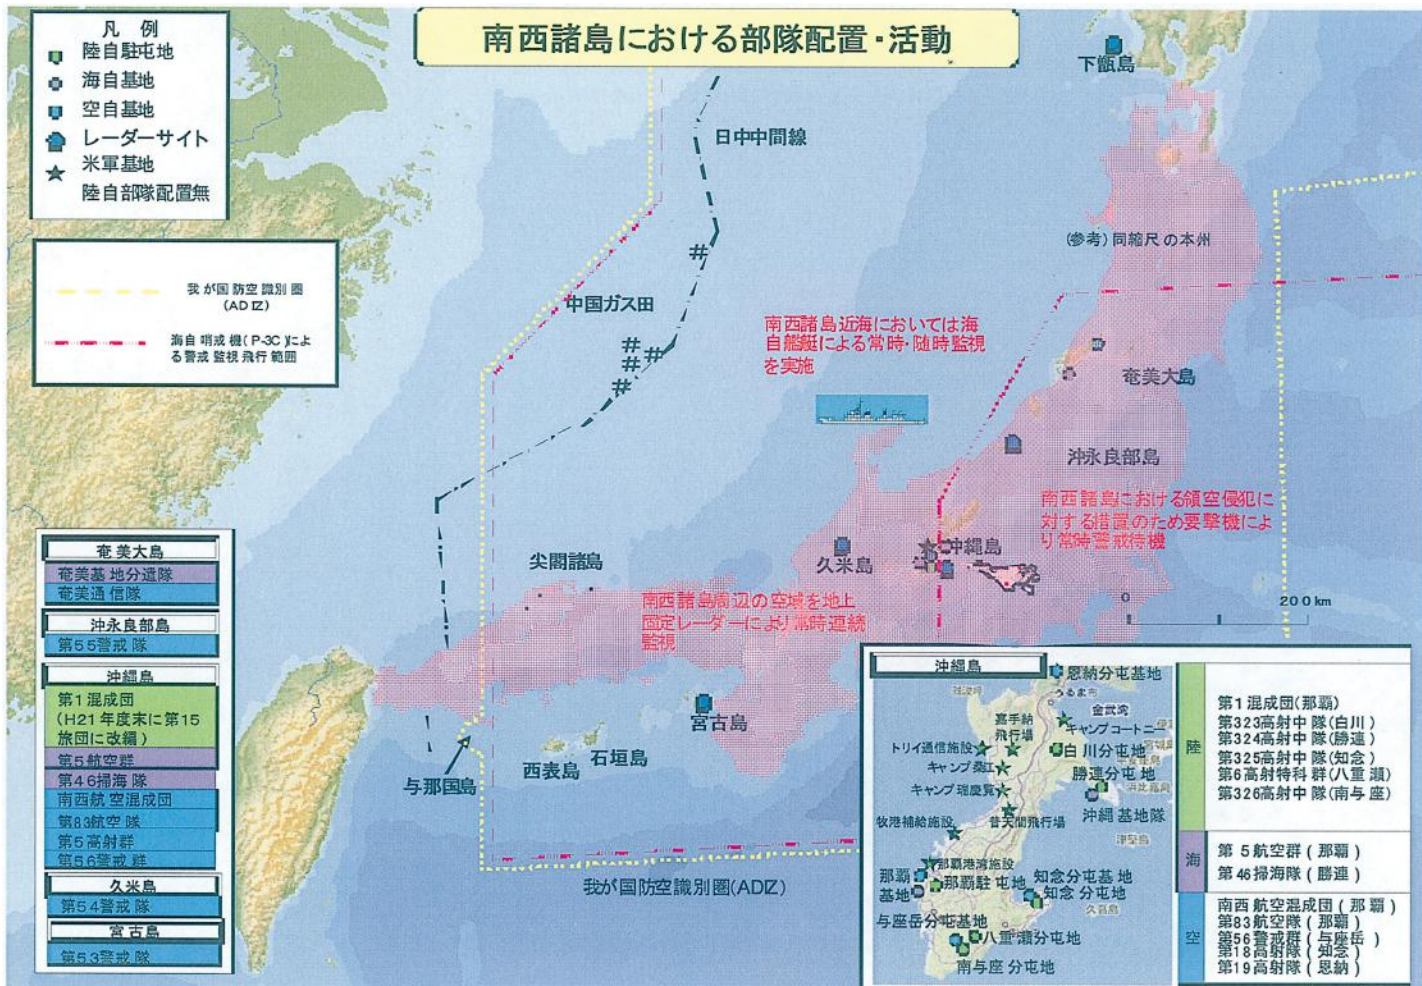 南西諸島における部隊配置・活動
凡例
陸自駐屯地
海自基地
空自基地
レーダーサイト
米軍基地
陸自部隊配置無
我が国防空識別圏
(ADIZ)
海自哨戒機(P-3C)によ
る警戒監視飛行範囲
下甑島
日中中間線
(参考)同縮尺の本州
中国ガス田
南西諸島近海においては海
自艦艇による常時・随時監視
を実施
奄美大島
沖永良部島
南西諸島における領空侵犯に
対する措置のため要撃機によ
り常時警戒待機
沖縄島
久米島
尖閣諸島
南西諸島周辺の空域を地上
固定レーダーにより常時連続
監視
0
200km
宮古島
石垣島
西表島
与那国島
我が国防空識別圏(ADIZ)
奄美大島
奄美基地分遣隊
奄美通信隊
沖永良部島
第55警戒隊
沖縄島
第1混成団
(H21年度末に第15
旅団に改編)
第5航空群
第46掃海隊
南西航空混成団
第83航空隊
第5高射群
第56警戒群
久米島
第54警戒隊
宮古島
第53警戒隊
沖縄島
恩納分屯基地
うるま市
金武湾
嘉手納
飛行場
キャンプコートニー
トリイ通信施設
白川分屯地
キャンプ桑江
勝連分屯地
キャンプ瑞慶覧
浜比嘉島
沖縄基地隊
牧港補給施設
普天間飛行場
津堅島
那覇港湾施設
那覇
基地
那覇駐屯地
知念分屯基地
知念分屯地
久高島
与座岳分屯基地
八重瀬分屯地
南与座分屯地
陸
第1混成団(那覇)
第323高射中隊(白川)
第324高射中隊(勝連)
第325高射中隊(知念)
第6高射特科群(八重瀬)
第326高射中隊(南与座)
海
第5航空群(那覇)
第46掃海隊(勝連)
空
南西航空混成団(那覇)
第83航空隊(那覇)
第56警戒群(与座岳)
第18高射隊(知念)
第19高射隊(恩納)